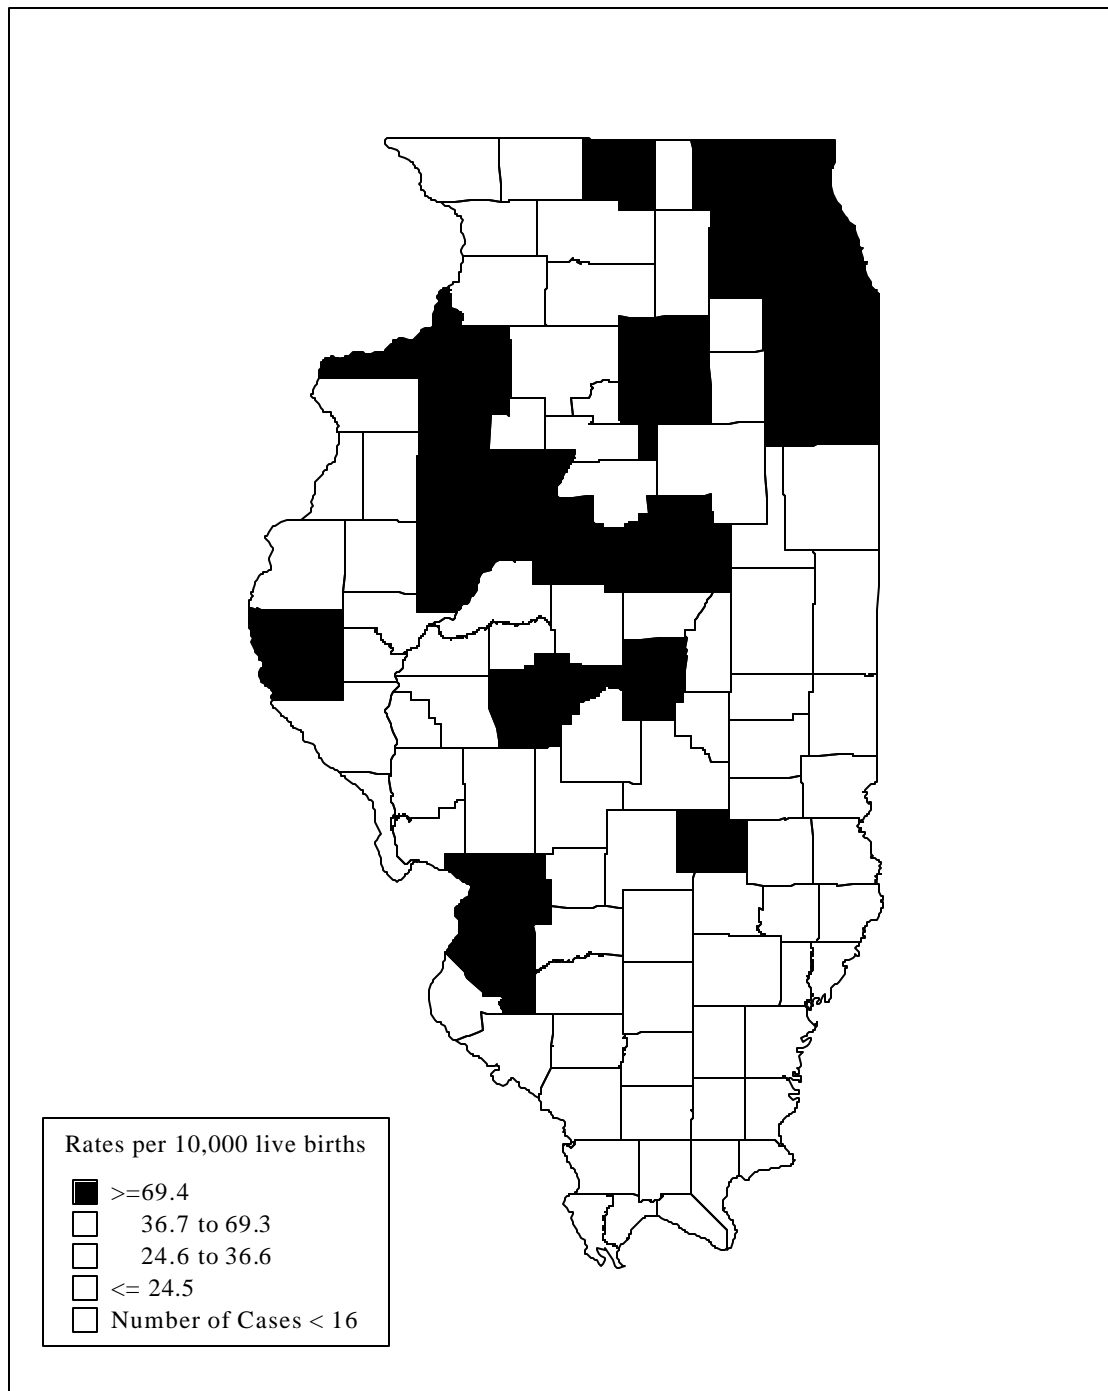 Rates per 10,000 live births
>=69.4
36.7 to 69.3
24.6 to 36.6
<= 24.5
Number of Cases < 16